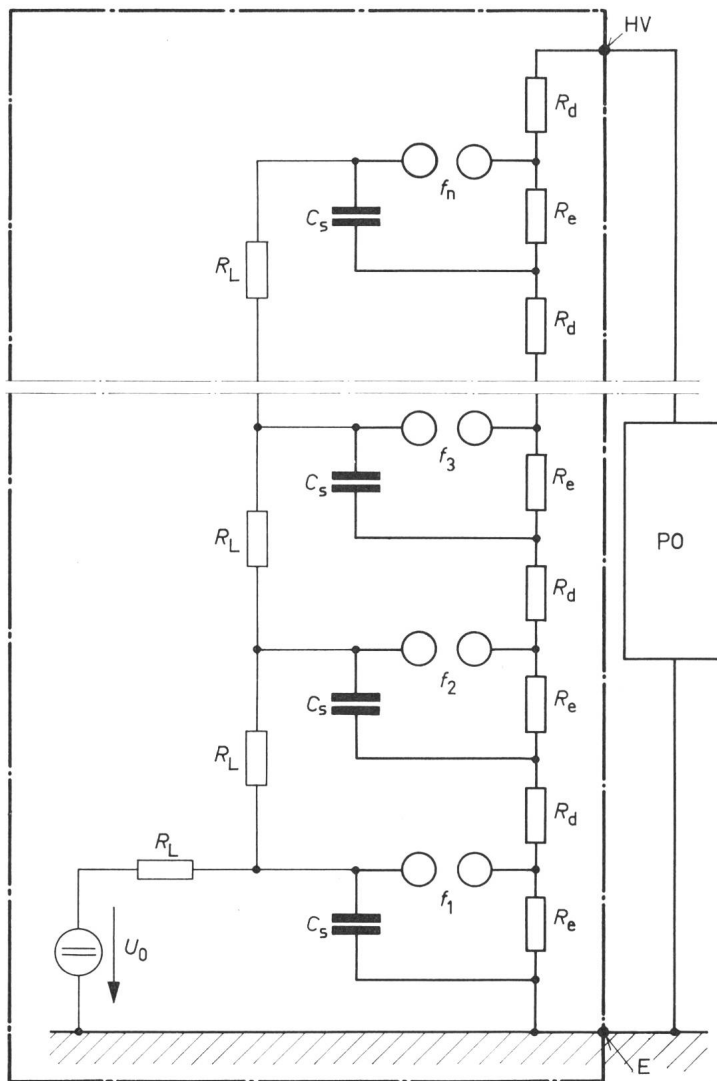 HV
R_d
f_n
C_s
R_e
R_L
R_d
f_3
C_s
R_e
R_L
PO
R_d
f_2
C_s
R_e
R_L
R_d
R_L
f_1
C_s
R_e
U_0
E